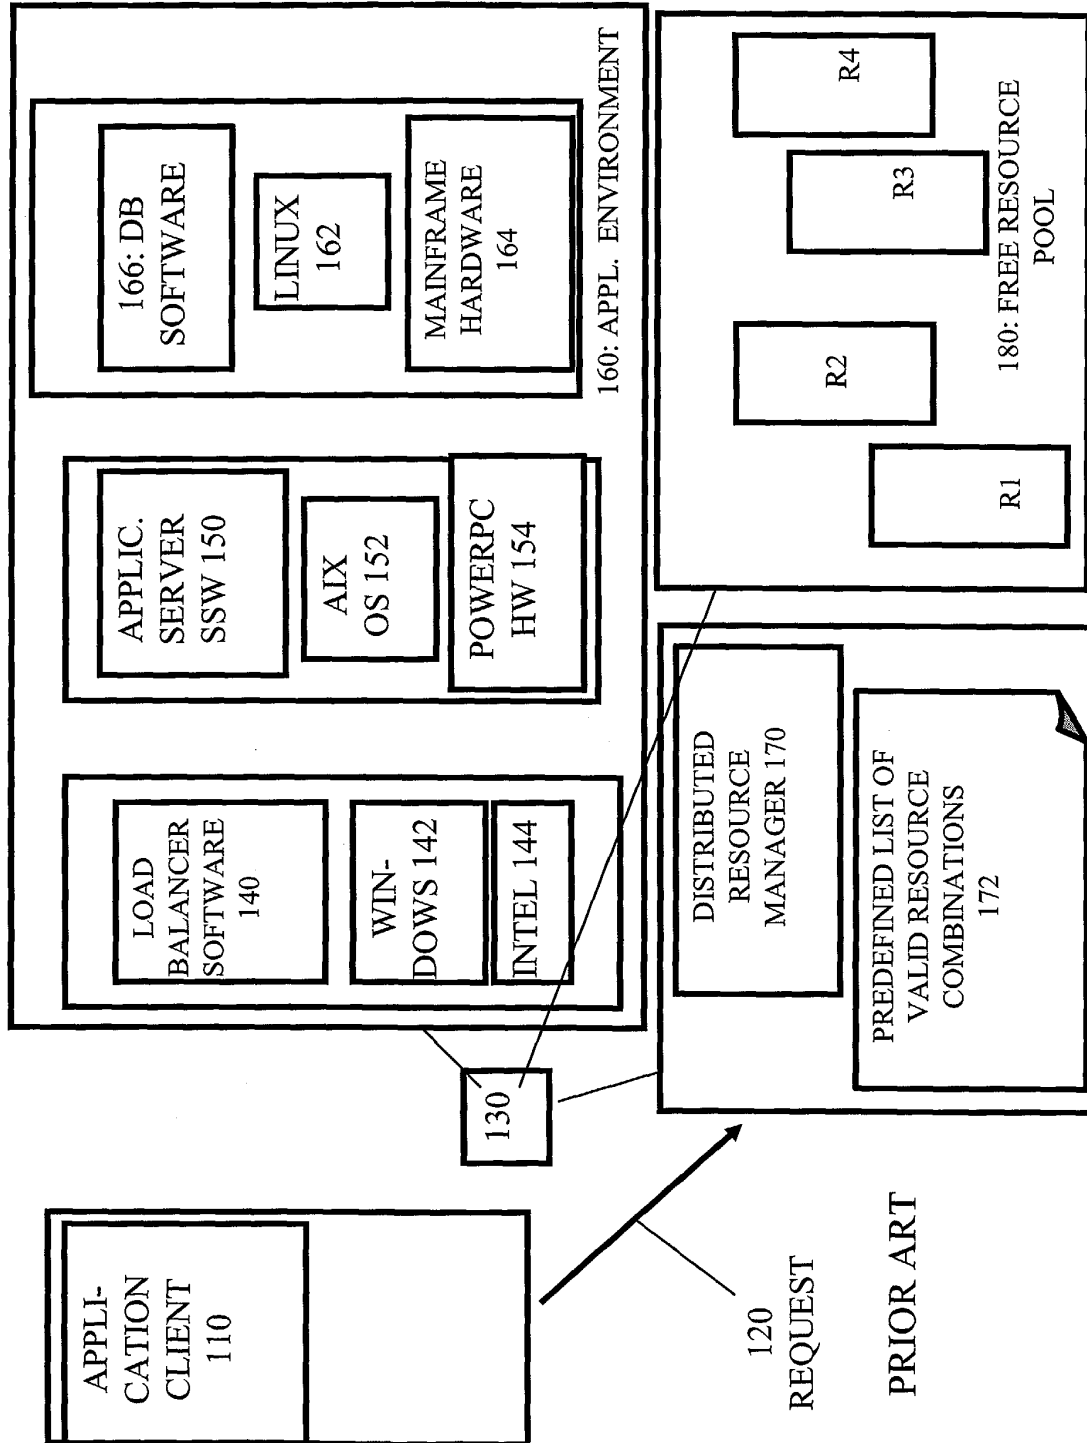 APPLI-
CATION
CLIENT
110
120
REQUEST
PRIOR ART
130
LOAD
BALANCER
SOFTWARE
140
WIN-
DOWS 142
INTEL 144
APPLIC.
SERVER
SSW 150
AIX
OS 152
POWERPC
HW 154
166: DB
SOFTWARE
LINUX
162
MAINFRAME
HARDWARE
164
160: APPL. ENVIRONMENT
DISTRIBUTED
RESOURCE
MANAGER 170
PREDEFINED LIST OF
VALID RESOURCE
COMBINATIONS
172
R1
R2
R3
R4
180: FREE RESOURCE
POOL